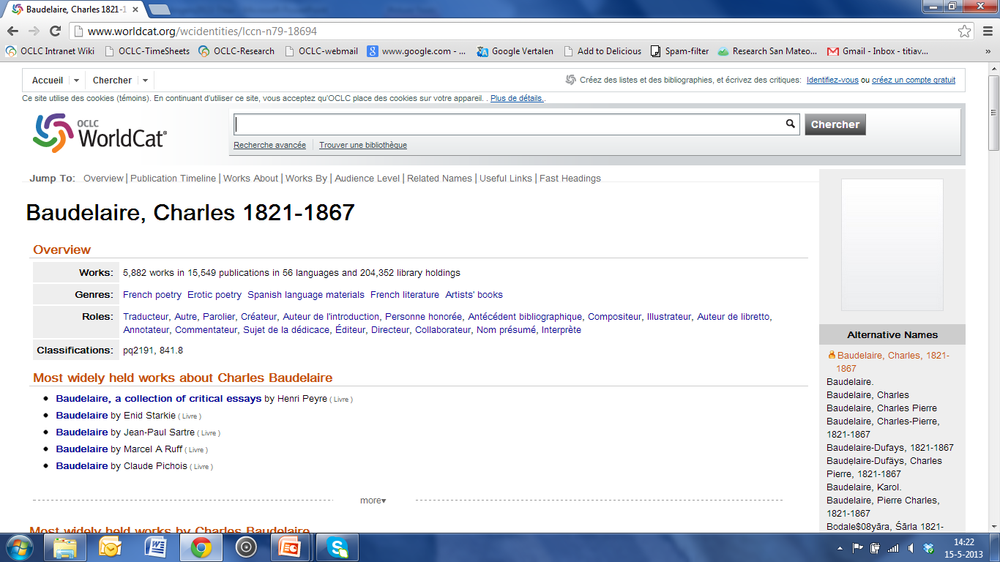 Baudelaire, Charles 1821-1
www.worldcat.org/wcidentities/lccn-n79-18694
OCLC Intranet Wiki OCLC-TimeSheets OCLC-Research OCLC-webmail www.google.com - ... Google Vertalen Add to Delicious Spam-filter Research San Mateo... Gmail - Inbox - titiav... »
Accueil Chercher Créez des listes et des bibliographies, et écrivez des critiques: Identifiez-vous ou créez un compte gratuit
Ce site utilise des cookies (témoins). En continuant d'utiliser ce site, vous acceptez qu'OCLC place des cookies sur votre appareil. . Plus de détails. .
OCLC
WorldCat®
Chercher
Recherche avancée Trouver une bibliothèque
Jump To: Overview | Publication Timeline | Works About | Works By | Audience Level | Related Names | Useful Links | Fast Headings
Baudelaire, Charles 1821-1867
Overview
Works: 5,882 works in 15,549 publications in 56 languages and 204,352 library holdings
Genres: French poetry Erotic poetry Spanish language materials French literature Artists' books
Roles: Traducteur, Autre, Parolier, Créateur, Auteur de l'introduction, Personne honorée, Antécédent bibliographique, Compositeur, Illustrateur, Auteur de libretto,
Annotateur, Commentateur, Sujet de la dédicace, Éditeur, Directeur, Collaborateur, Nom présumé, Interprète
Classifications: pq2191, 841.8
Most widely held works about Charles Baudelaire
• Baudelaire, a collection of critical essays by Henri Peyre ( Livre )
• Baudelaire by Enid Starkie ( Livre )
• Baudelaire by Jean-Paul Sartre ( Livre )
• Baudelaire by Marcel A Ruff ( Livre )
• Baudelaire by Claude Pichois ( Livre )
more▾
Most widely held works by Charles Baudelaire
Alternative Names
Baudelaire, Charles, 1821-
1867
Baudelaire.
Baudelaire, Charles
Baudelaire, Charles Pierre
Baudelaire, Charles-Pierre,
1821-1867
Baudelaire-Dufays, 1821-1867
Baudelaire-Dufäys, Charles
Pierre, 1821-1867
Baudelaire, Karol.
Baudelaire, Pierre Charles,
1821-1867
Bodale$08yāra, Śārla 1821-
14:22
15-5-2013